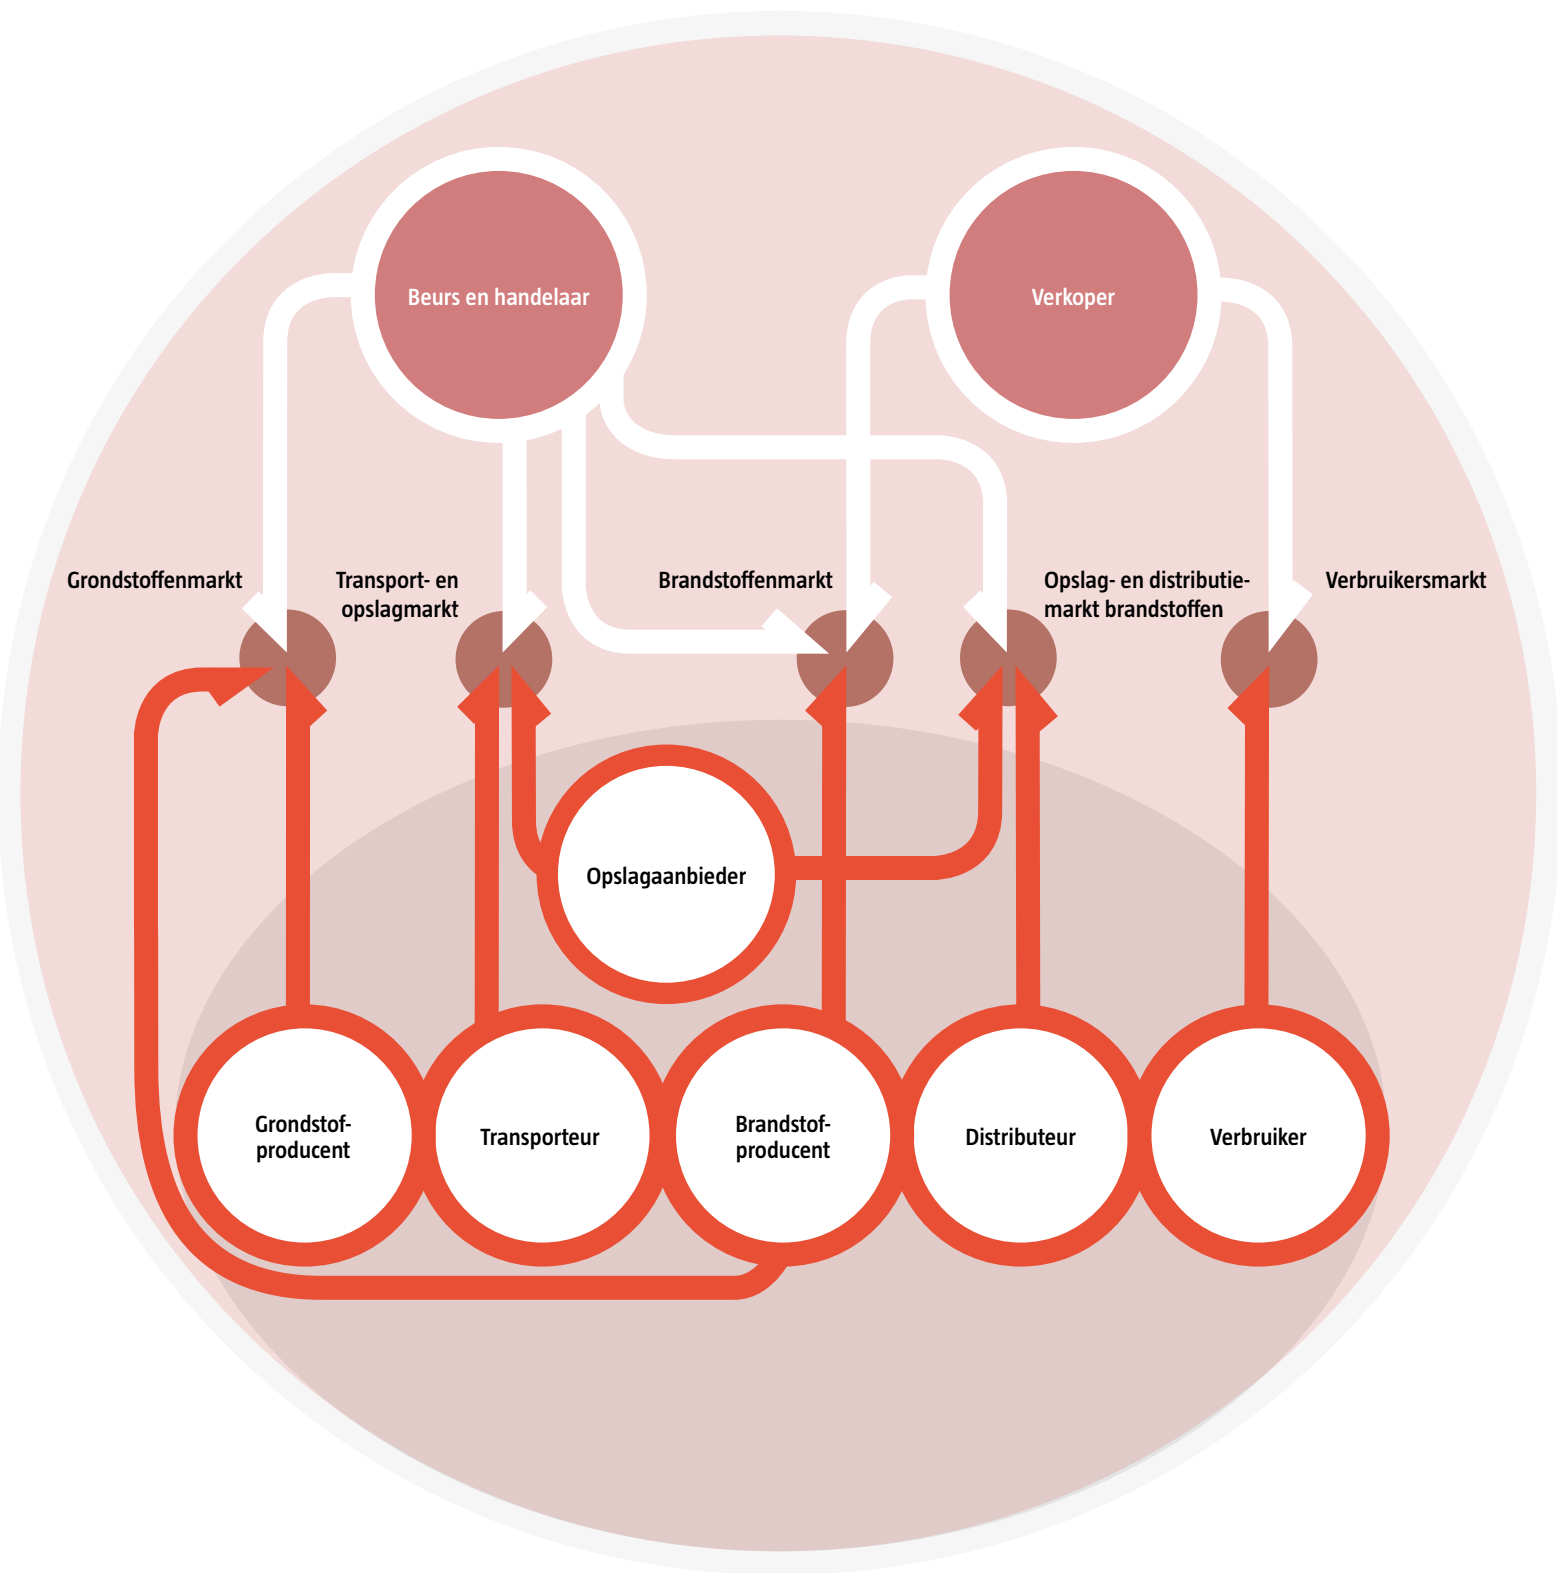 Beurs en handelaar
Verkoper
Grondstoffenmarkt
Transport- en
opslagmarkt
Brandstoffenmarkt
Opslag- en distributie-
markt brandstoffen
Verbruikersmarkt
Opslagaanbieder
Grondstof-
producent
Transporteur
Brandstof-
producent
Distributeur
Verbruiker